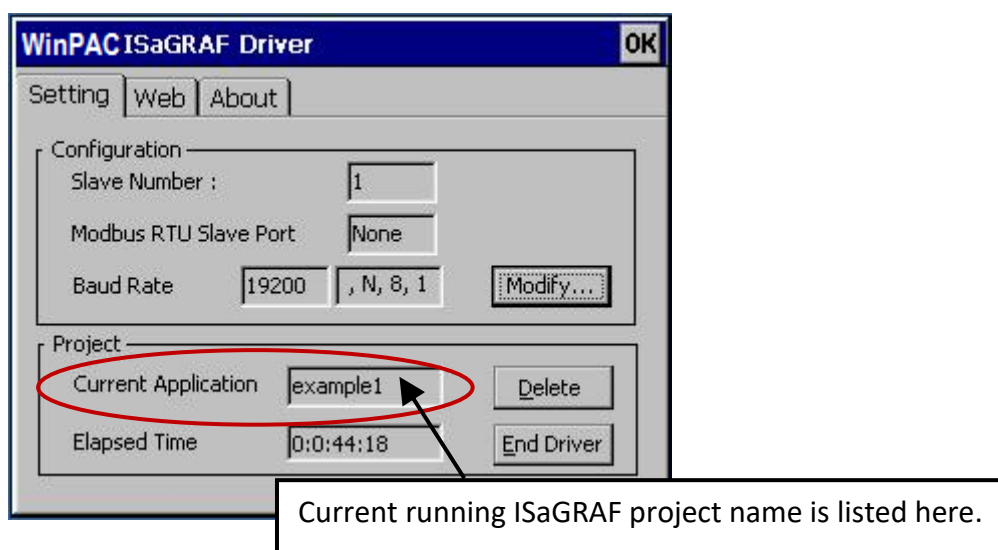 WinPAC ISaGRAF Driver OK
Setting Web About
Configuration
Slave Number : 1
Modbus RTU Slave Port None
Baud Rate 19200 , N, 8, 1 Modify...
Project
Current Application example1 Delete
Elapsed Time 0:0:44:18 End Driver
Current running ISaGRAF project name is listed here.